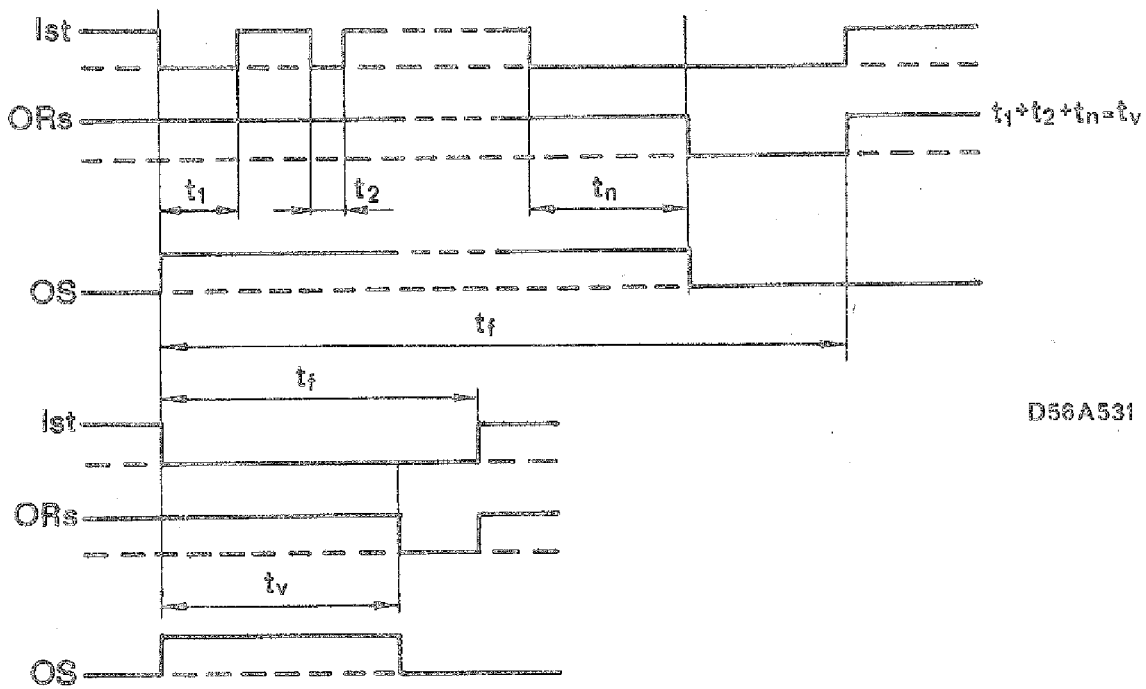 Ist
ORs
t1+t2+tn=tv
t1
t2
tn
OS
tf
tf
Ist
D56A531
ORs
tv
OS